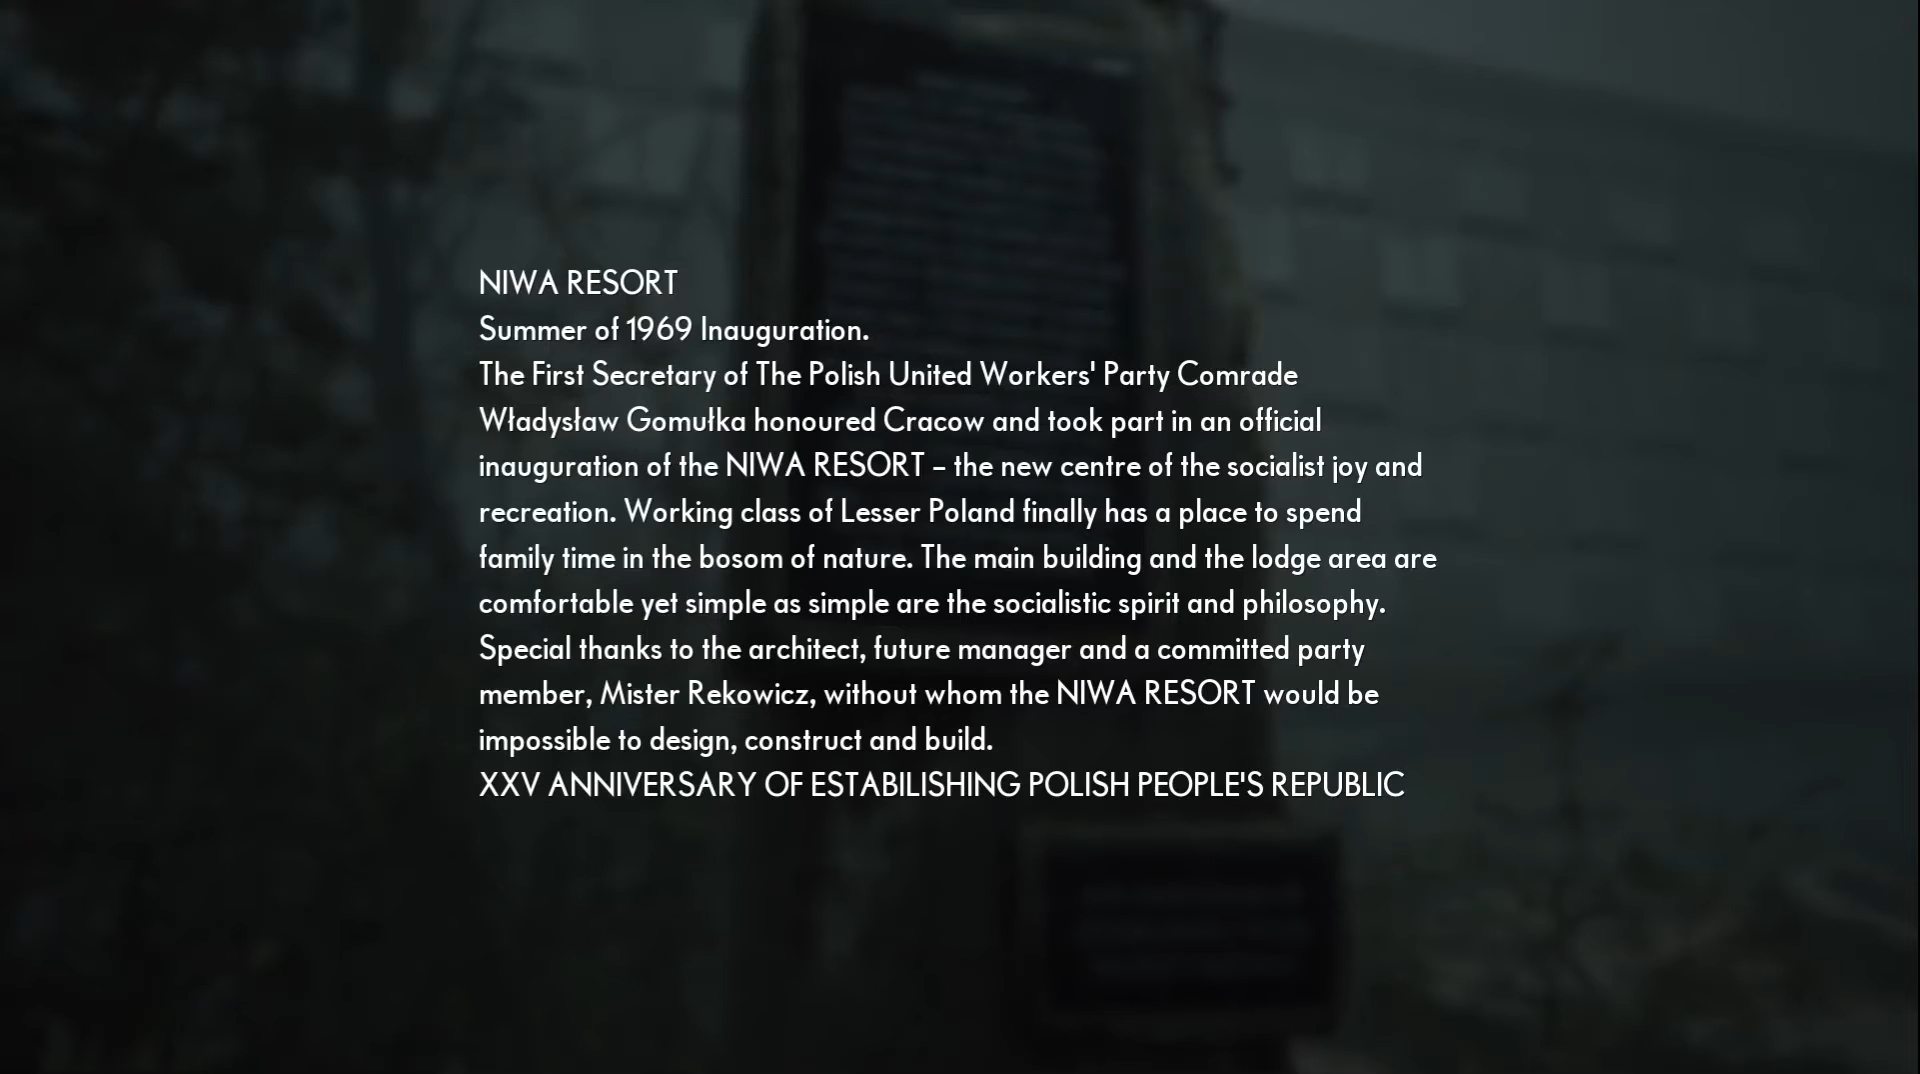 NIWA RESORT
Summer of 1969 Inauguration.
The First Secretary of The Polish United Workers' Party Comrade
Władysław Gomułka honoured Cracow and took part in an official
inauguration of the NIWA RESORT – the new centre of the socialist joy and
recreation. Working class of Lesser Poland finally has a place to spend
family time in the bosom of nature. The main building and the lodge area are
comfortable yet simple as simple are the socialistic spirit and philosophy.
Special thanks to the architect, future manager and a committed party
member, Mister Rekowicz, without whom the NIWA RESORT would be
impossible to design, construct and build.
XXV ANNIVERSARY OF ESTABILISHING POLISH PEOPLE'S REPUBLIC